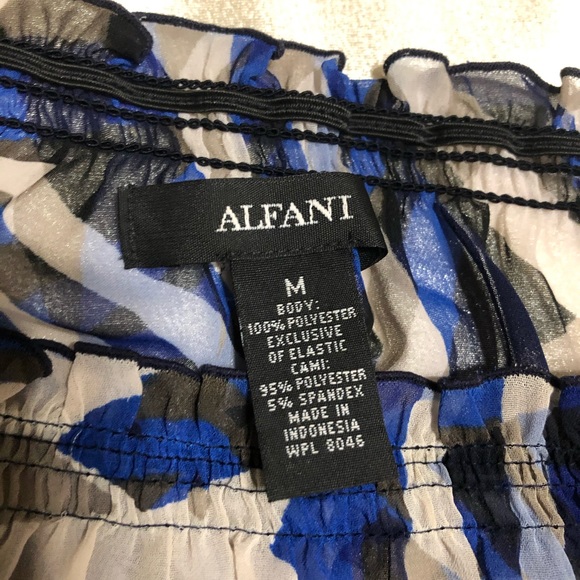 ALFANI
M
BODY:
100% POLYESTER
EXCLUSIVE
OF ELASTIC
CAMI:
95% POLYESTER
5% SPANDEX
MADE IN
INDONESIA
WPL 8046